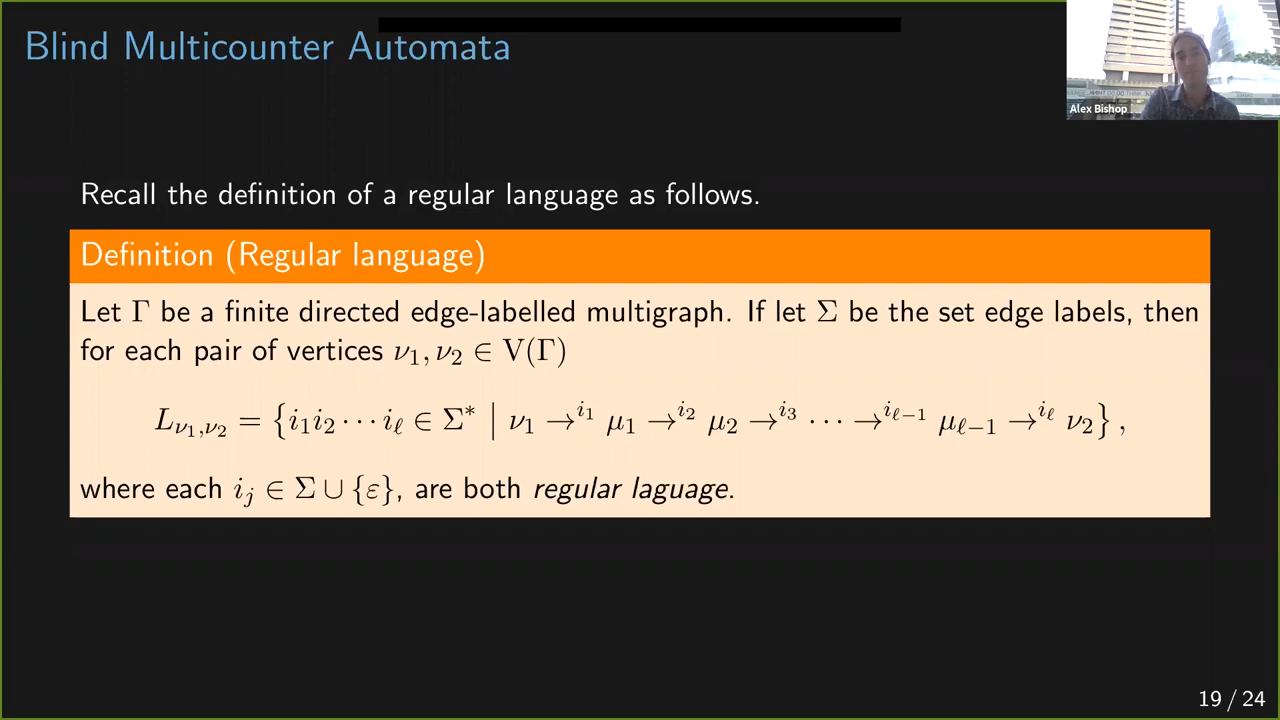 Blind Multicounter Automata
Alex Bishop
Recall the definition of a regular language as follows.
Definition (Regular language)
Let Γ be a finite directed edge-labelled multigraph. If let Σ be the set edge labels, then
for each pair of vertices ν₁, ν₂ ∈ V(Γ)
L_{ν₁,ν₂} = {i₁i₂ ⋯ i_ℓ ∈ Σ* | ν₁ →^{i₁} μ₁ →^{i₂} μ₂ →^{i₃} ⋯ →^{i_{ℓ−1}} μ_{ℓ−1} →^{i_ℓ} ν₂},
where each i_j ∈ Σ ∪ {ε}, are both regular laguage.
19 / 24